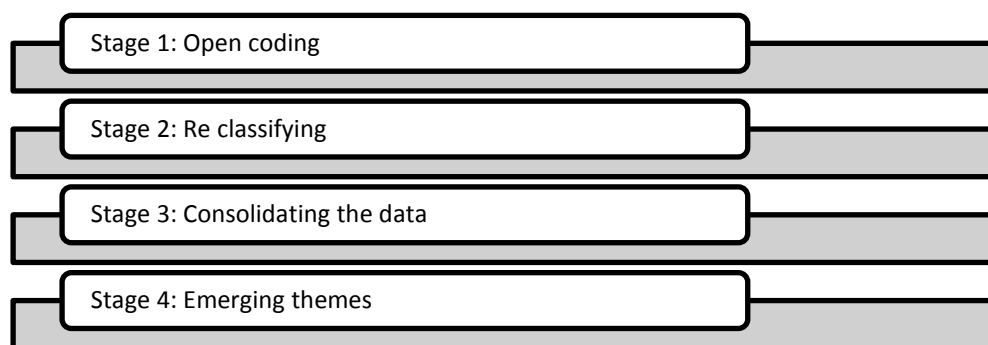 Stage 1: Open coding
Stage 2: Re classifying
Stage 3: Consolidating the data
Stage 4: Emerging themes